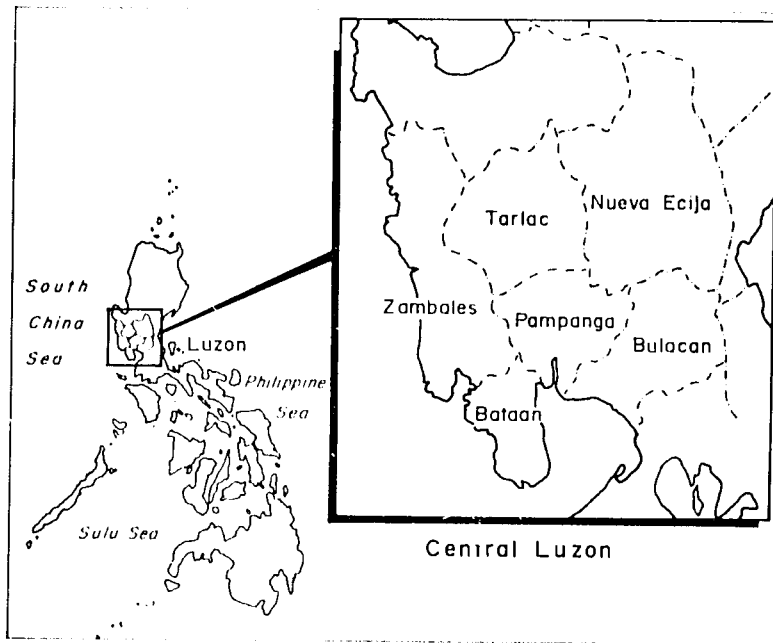 South
China
Sea
Luzon
Philippine
Sea
Sulu Sea
Tarlac
Nueva Ecija
Zambales
Pampanga
Bulacan
Bataan
Central Luzon